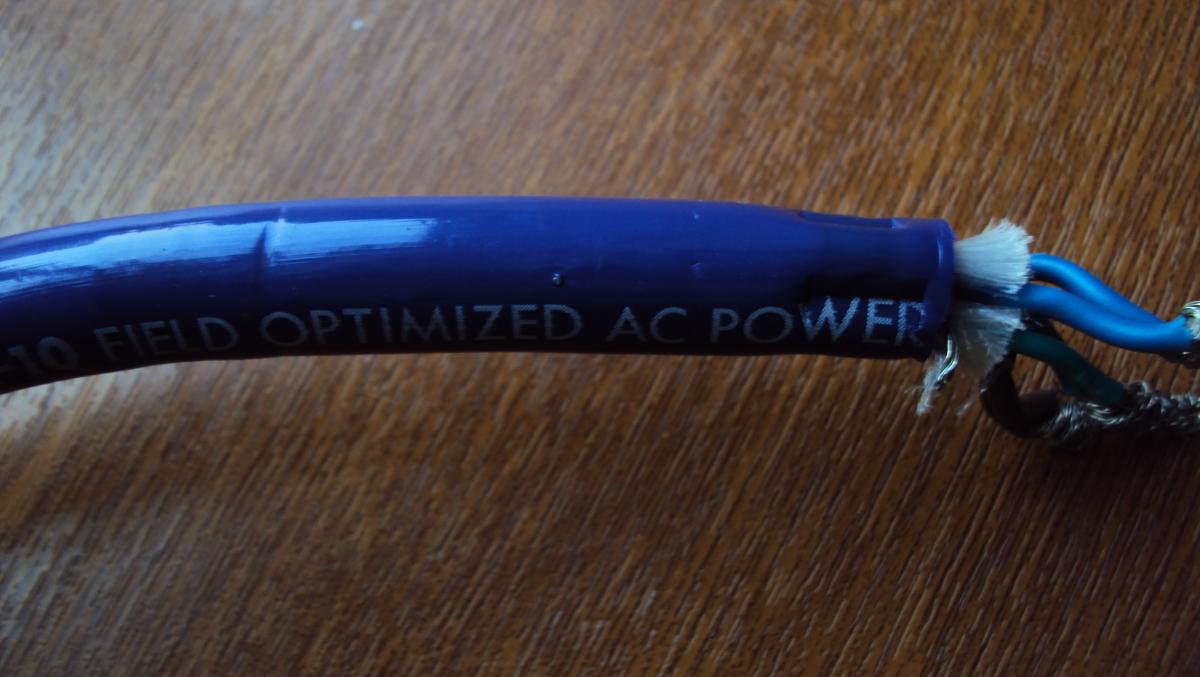 -10 FIELD OPTIMIZED AC POWER